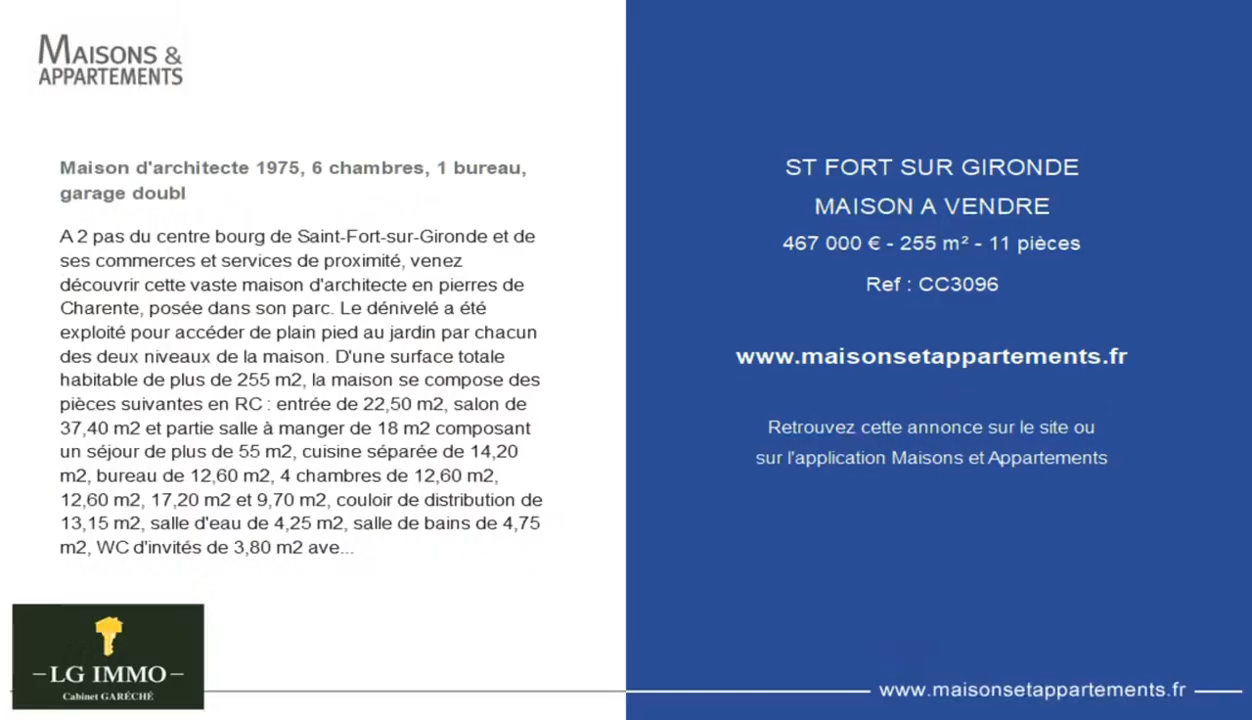 MAISONS &
APPARTEMENTS
Maison d'architecte 1975, 6 chambres, 1 bureau,
garage doubl
A 2 pas du centre bourg de Saint-Fort-sur-Gironde et de
ses commerces et services de proximité, venez
découvrir cette vaste maison d'architecte en pierres de
Charente, posée dans son parc. Le dénivelé a été
exploité pour accéder de plain pied au jardin par chacun
des deux niveaux de la maison. D'une surface totale
habitable de plus de 255 m2, la maison se compose des
pièces suivantes en RC : entrée de 22,50 m2, salon de
37,40 m2 et partie salle à manger de 18 m2 composant
un séjour de plus de 55 m2, cuisine séparée de 14,20
m2, bureau de 12,60 m2, 4 chambres de 12,60 m2,
12,60 m2, 17,20 m2 et 9,70 m2, couloir de distribution de
13,15 m2, salle d'eau de 4,25 m2, salle de bains de 4,75
m2, WC d'invités de 3,80 m2 ave...
LG IMMO
Cabinet GARÉCHÉ
ST FORT SUR GIRONDE
MAISON A VENDRE
467 000 € - 255 m² - 11 pièces
Ref : CC3096
www.maisonsetappartements.fr
Retrouvez cette annonce sur le site ou
sur l'application Maisons et Appartements
www.maisonsetappartements.fr